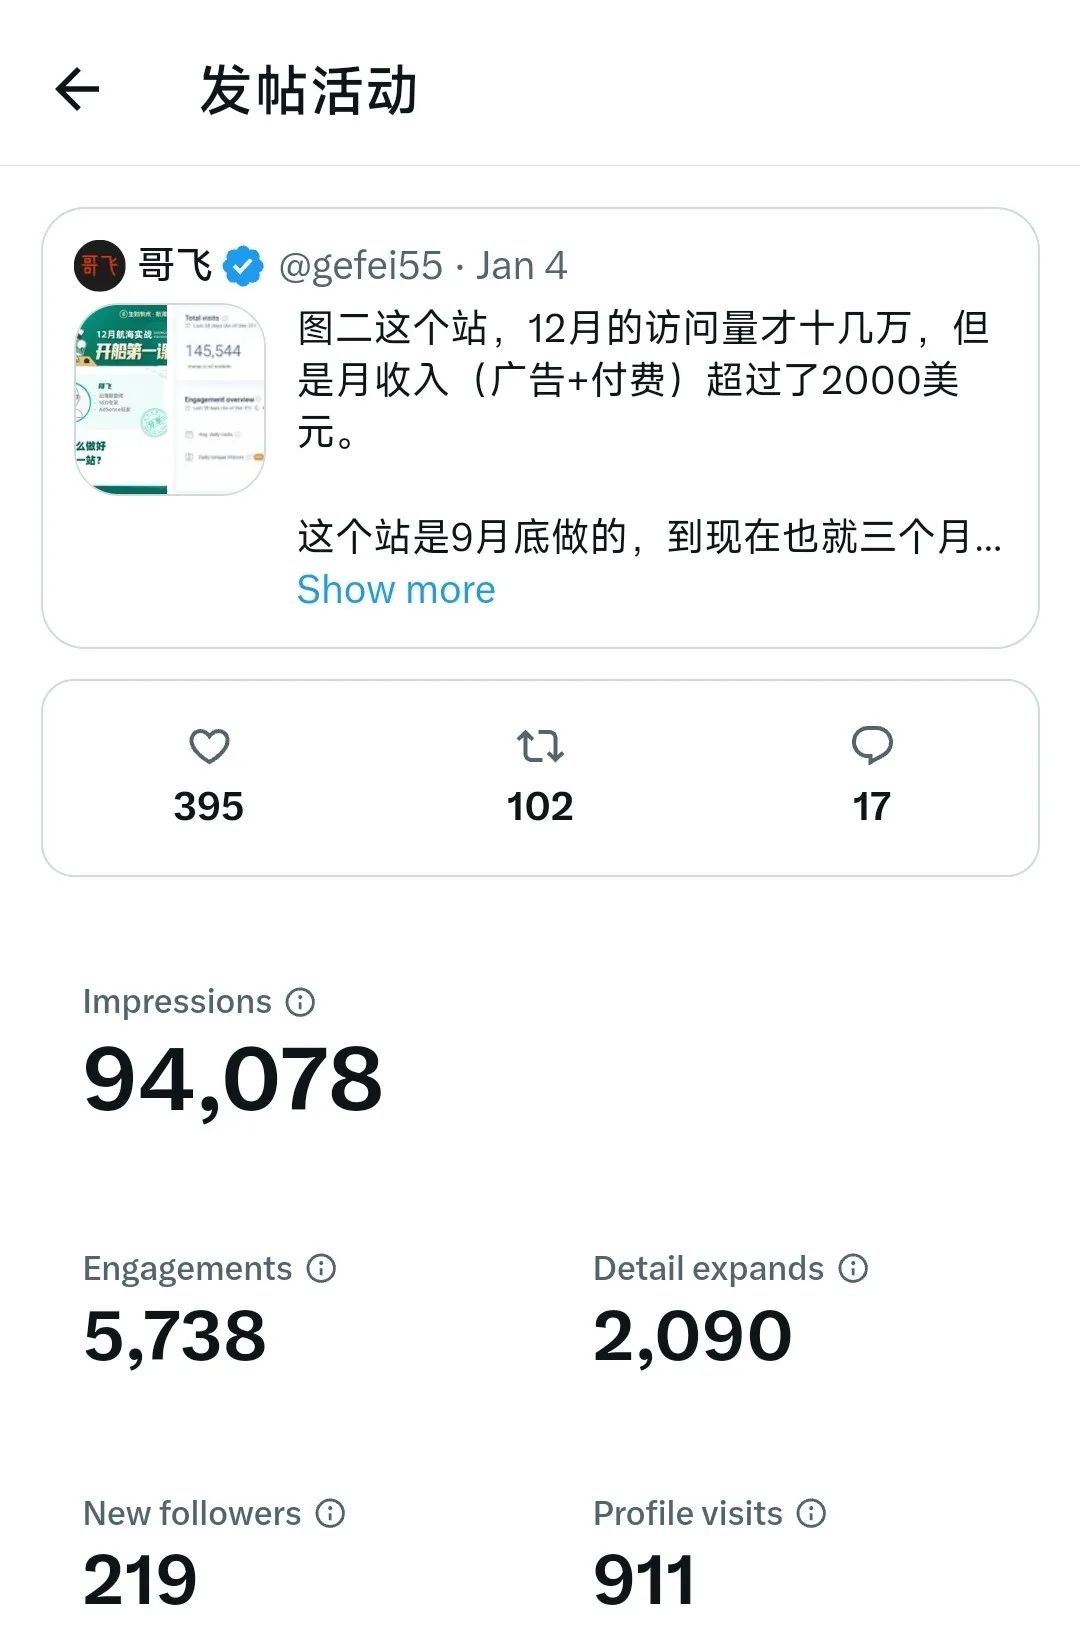 发帖活动
哥飞 @gefei55 · Jan 4
图二这个站，12月的访问量才十几万，但
是月收入（广告+付费）超过了2000美
元。
这个站是9月底做的，到现在也就三个月...
Show more
哥飞
12月航海实战
开船第一课
哥飞
么做好
一站?
Total visits
145,544
Engagement overview
395
102
17
Impressions
94,078
Engagements
5,738
Detail expands
2,090
New followers
219
Profile visits
911